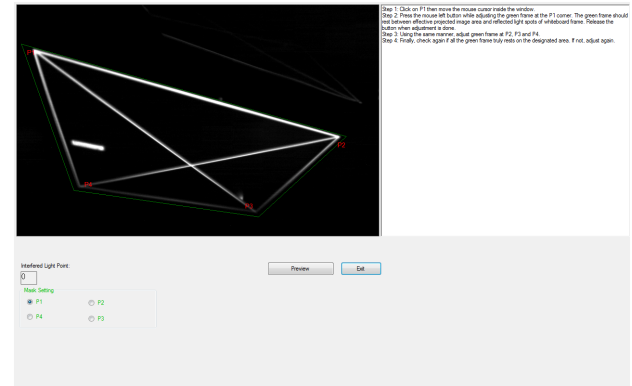 Step 1: Click on P1 then move the mouse cursor inside the window.
Step 2: Press the mouse left button while adjusting the green frame at the P1 corner. The green frame should
rest between effective projected image area and reflected light spots of whiteboard frame. Release the
button when adjustment is done.
Step 3: Using the same manner, adjust green frame at P2, P3 and P4.
Step 4: Finally, check again if all the green frame truly rests on the designated area. If not, adjust again.
P2
P4
Interfered Light Point:
0
Preview
Exit
Mask Setting
P1
P2
P4
P3